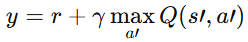 y = r + γ max_{a′} Q(s′, a′)